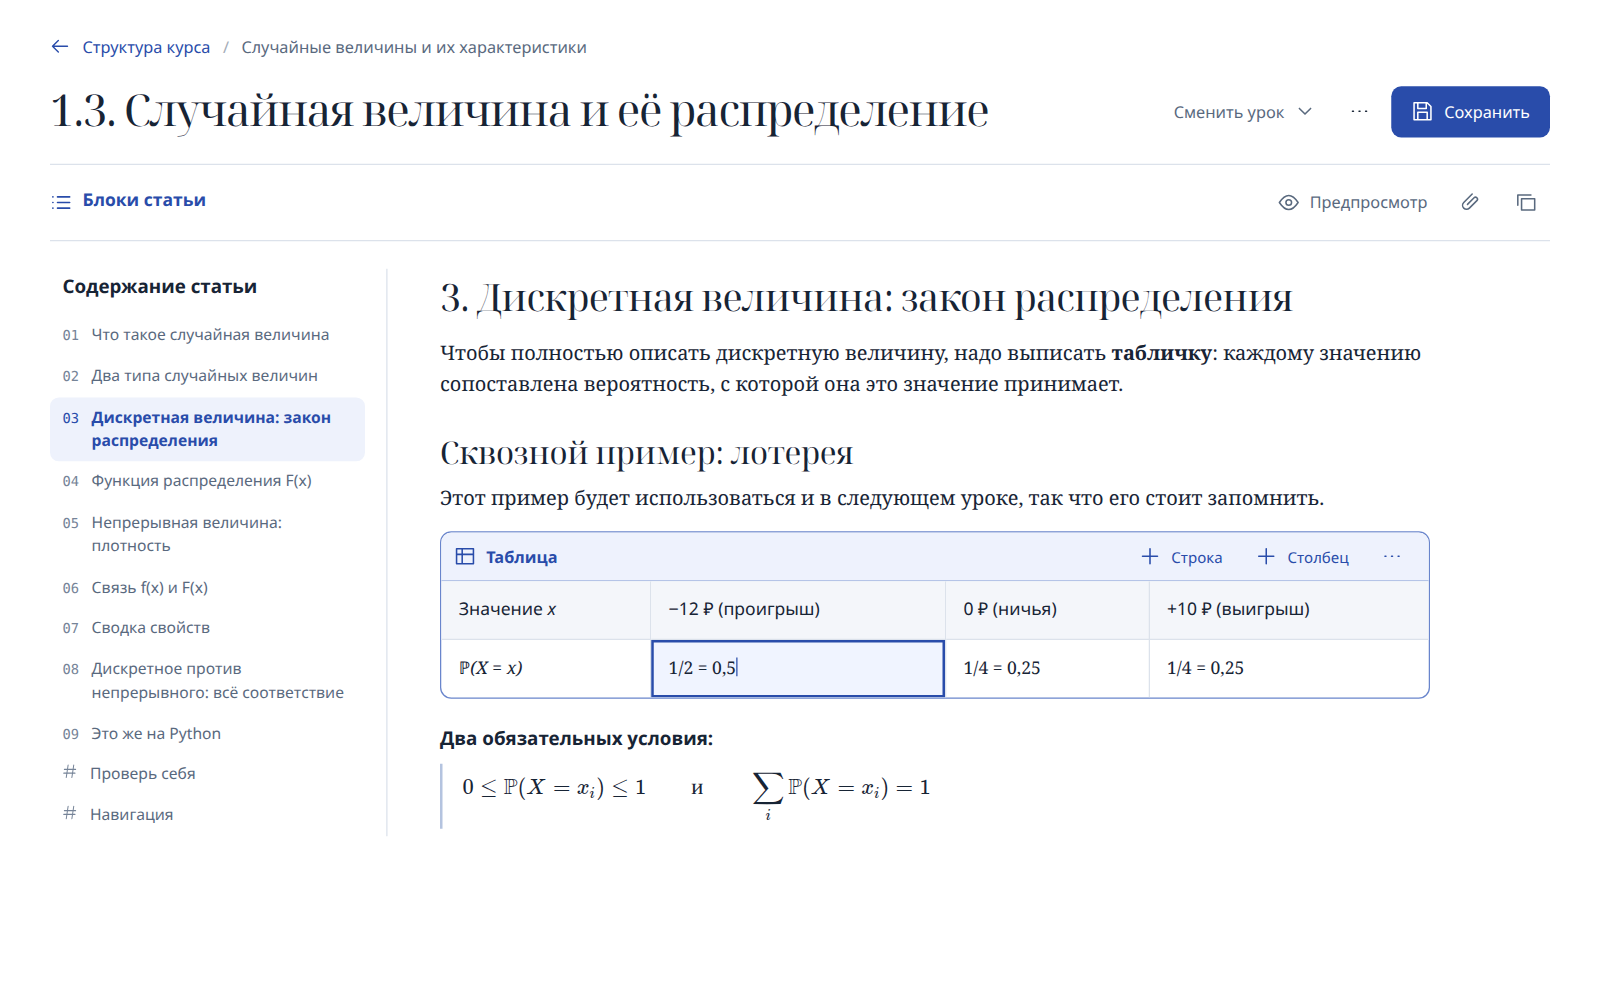 Структура курса / Случайные величины и их характеристики
1.3. Случайная величина и её распределение
Сменить урок
···
Сохранить
Блоки статьи
Предпросмотр
Содержание статьи
01 Что такое случайная величина
02 Два типа случайных величин
03 Дискретная величина: закон
распределения
04 Функция распределения F(x)
05 Непрерывная величина:
плотность
06 Связь f(x) и F(x)
07 Сводка свойств
08 Дискретное против
непрерывного: всё соответствие
09 Это же на Python
# Проверь себя
# Навигация
3. Дискретная величина: закон распределения
Чтобы полностью описать дискретную величину, надо выписать табличку: каждому значению
сопоставлена вероятность, с которой она это значение принимает.
Сквозной пример: лотерея
Этот пример будет использоваться и в следующем уроке, так что его стоит запомнить.
Таблица
+ Строка
+ Столбец
···
Значение x −12 ₽ (проигрыш) 0 ₽ (ничья) +10 ₽ (выигрыш)
ℙ(X = x) 1/2 = 0,5 1/4 = 0,25 1/4 = 0,25
Два обязательных условия:
0 ≤ ℙ(X = xᵢ) ≤ 1 и ∑ᵢ ℙ(X = xᵢ) = 1